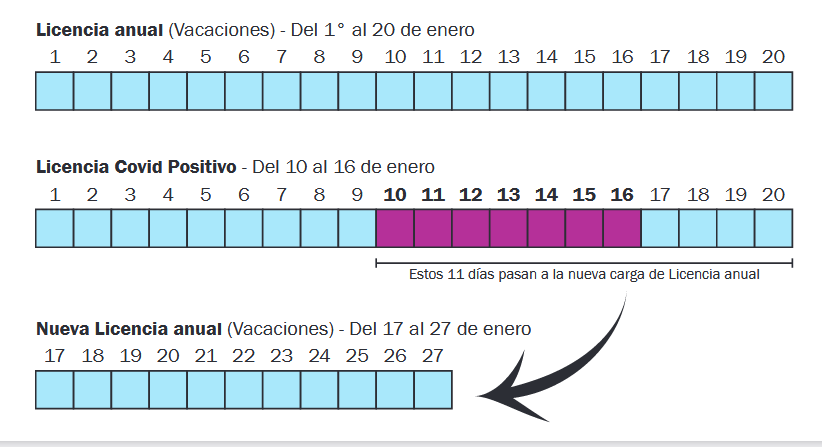 Licencia anual (Vacaciones) - Del 1° al 20 de enero
1 2 3 4 5 6 7 8 9 10 11 12 13 14 15 16 17 18 19 20
Licencia Covid Positivo - Del 10 al 16 de enero
1 2 3 4 5 6 7 8 9 10 11 12 13 14 15 16 17 18 19 20
Estos 11 días pasan a la nueva carga de Licencia anual
Nueva Licencia anual (Vacaciones) - Del 17 al 27 de enero
17 18 19 20 21 22 23 24 25 26 27